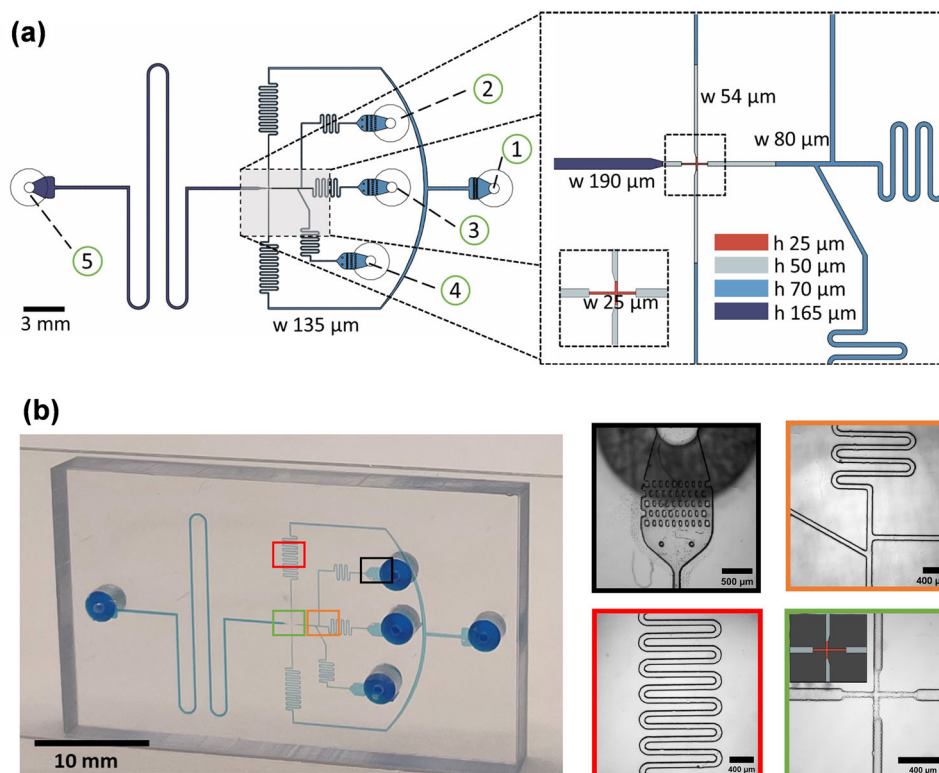 (a)
2
1
3
4
5
3 mm
w 135 µm
w 54 µm
w 80 µm
w 190 µm
w 25 µm
h 25 µm
h 50 µm
h 70 µm
h 165 µm
(b)
10 mm
500 µm
400 µm
400 µm
400 µm